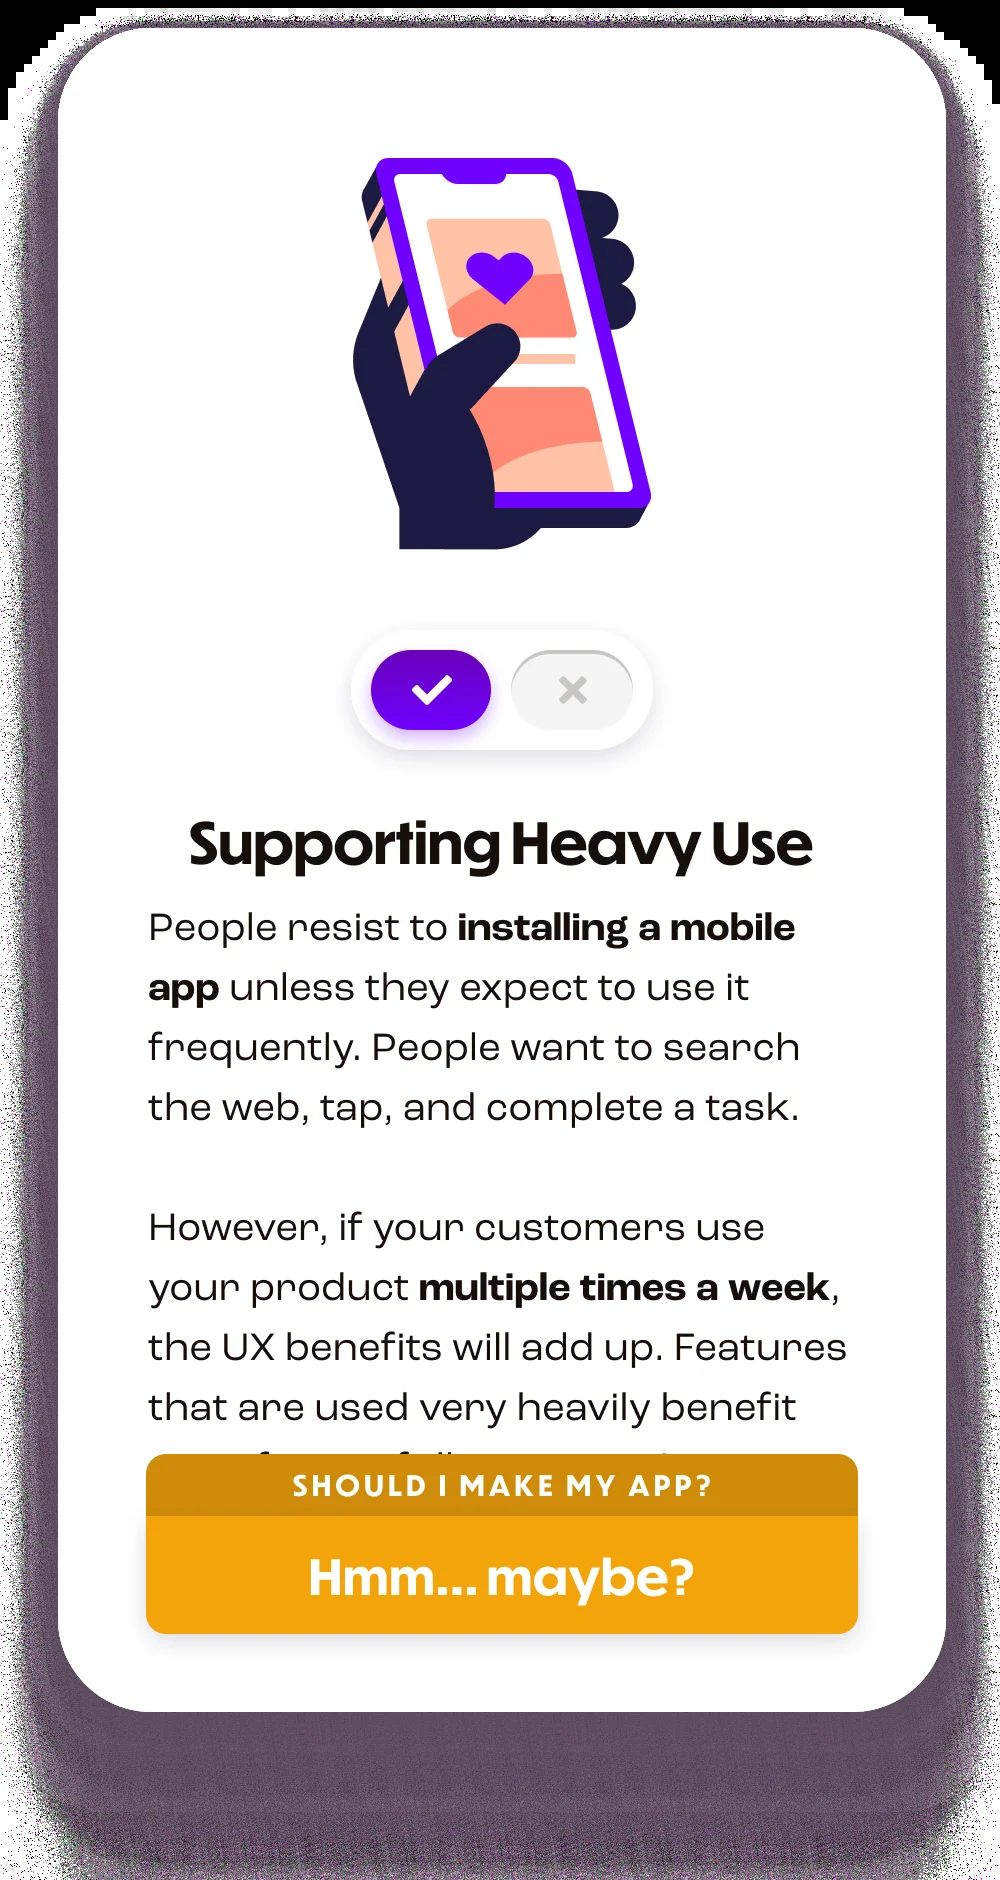 Supporting Heavy Use
People resist to installing a mobile
app unless they expect to use it
frequently. People want to search
the web, tap, and complete a task.
However, if your customers use
your product multiple times a week,
the UX benefits will add up. Features
that are used very heavily benefit
SHOULD I MAKE MY APP?
Hmm... maybe?